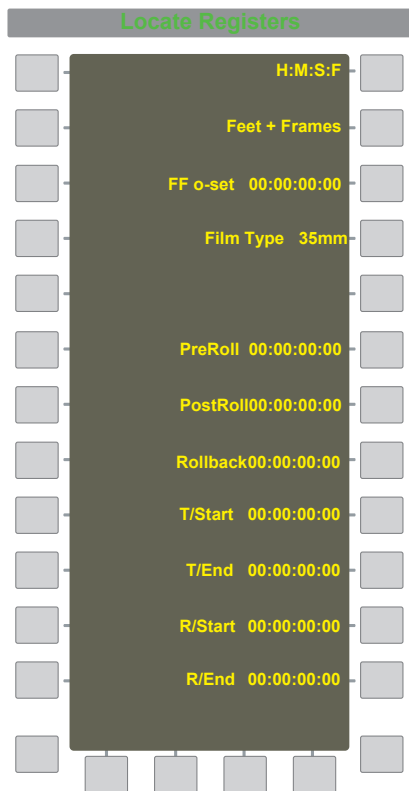 Locate Registers
H:M:S:F
Feet + Frames
FF o-set 00:00:00:00
Film Type 35mm
PreRoll 00:00:00:00
PostRoll00:00:00:00
Rollback00:00:00:00
T/Start 00:00:00:00
T/End 00:00:00:00
R/Start 00:00:00:00
R/End 00:00:00:00